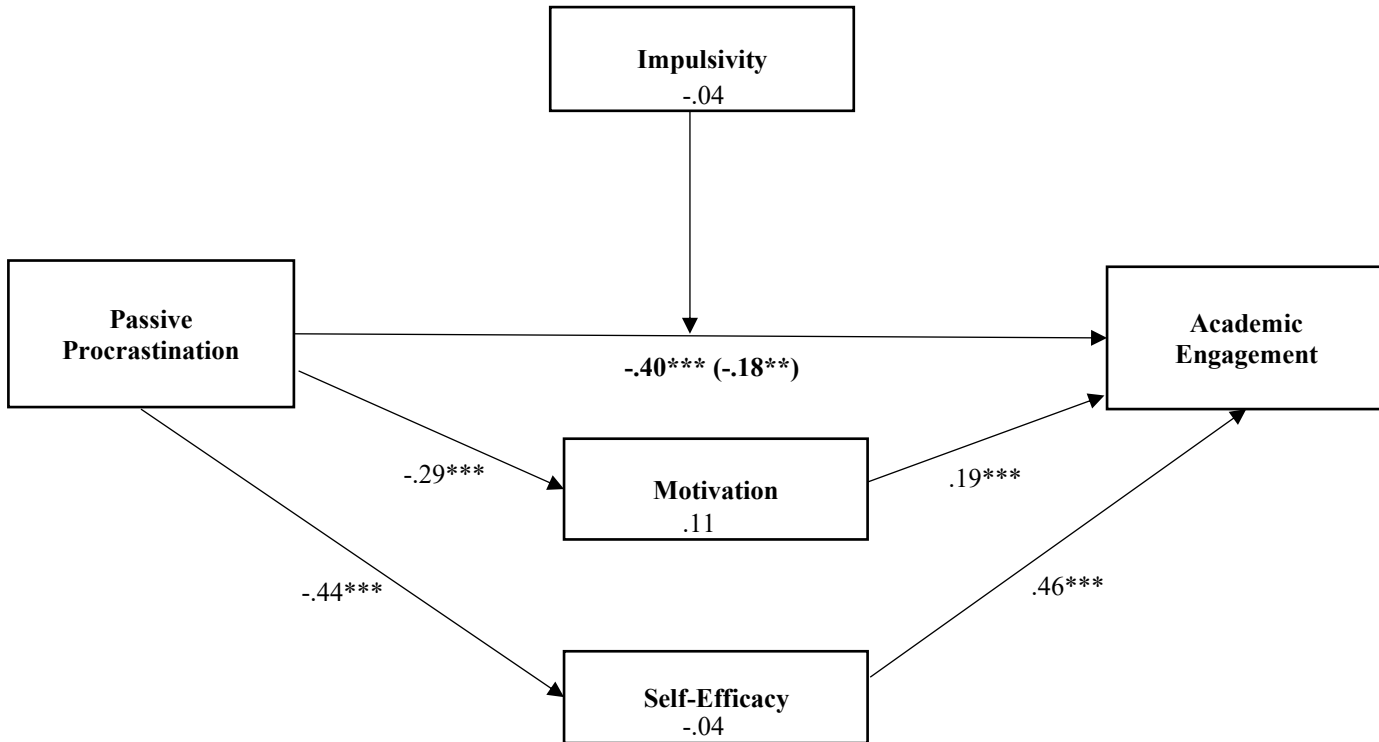 Impulsivity
-.04
Passive
Procrastination
Academic
Engagement
-.40*** (-.18**)
-.29***
Motivation
.11
.19***
-.44***
.46***
Self-Efficacy
-.04